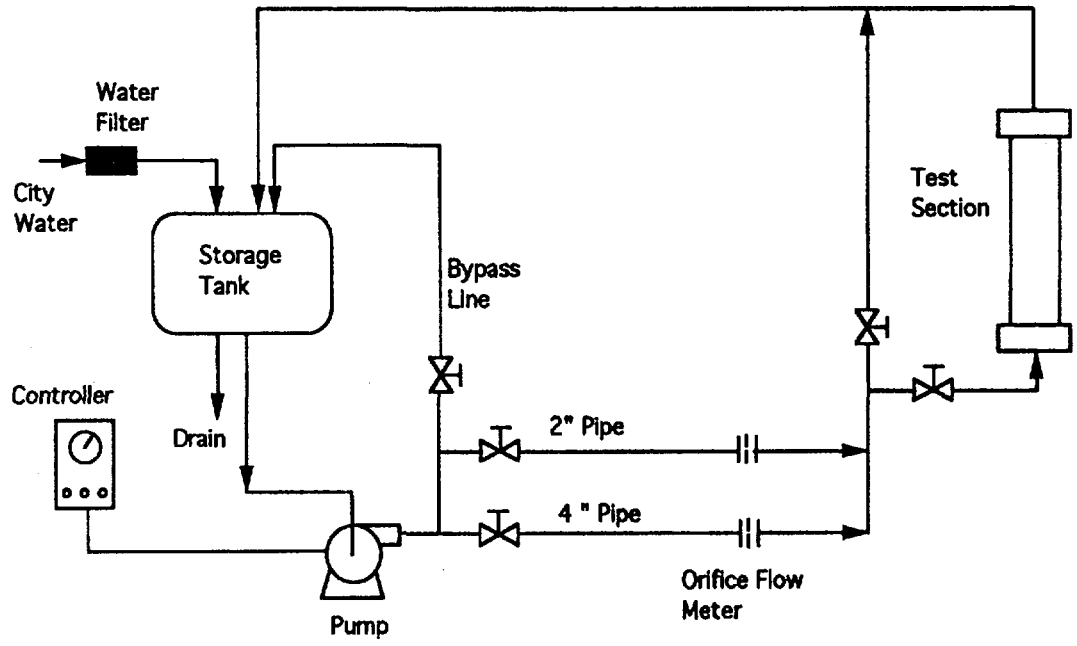 Water
Filter
City
Water
Storage
Tank
Bypass
Line
Test
Section
Controller
Drain
2" Pipe
4 " Pipe
Orifice Flow
Meter
Pump